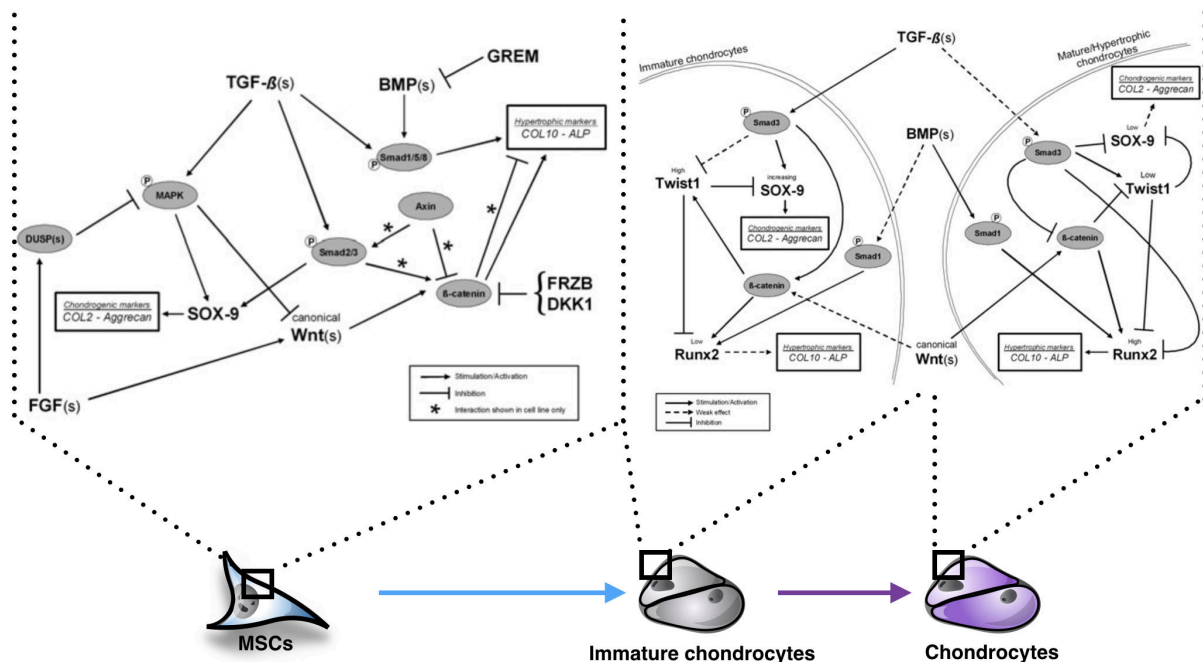 GREM
TGF-ß(s)
BMP(s)
Hypertrophic markers
COL10 - ALP
P
Smad1/5/8
P
MAPK
Axin
DUSP(s)
P
Smad2/3
ß-catenin
FRZB
DKK1
Chondrogenic markers
COL2 - Aggrecan
SOX-9
canonical
Wnt(s)
FGF(s)
Stimulation/Activation
Inhibition
* Interaction shown in cell line only
*
*
*
Immature chondrocytes
TGF-ß(s)
Mature/Hyptrophic
chondrocytes
Chondrogenic markers
COL2 - Aggrecan
P
Smad3
BMP(s)
P
Smad3
Low
SOX-9
High
Twist1
increasing
SOX-9
Low
Twist1
Chondrogenic markers
COL2 - Aggrecan
P
Smad1
P
Smad1
ß-catenin
ß-catenin
Low
Runx2
Hypertrophic markers
COL10 - ALP
canonical
Wnt(s)
Hypertrophic markers
COL10 - ALP
High
Runx2
Stimulation/Activation
Weak effect
Inhibition
MSCs
Immature chondrocytes
Chondrocytes